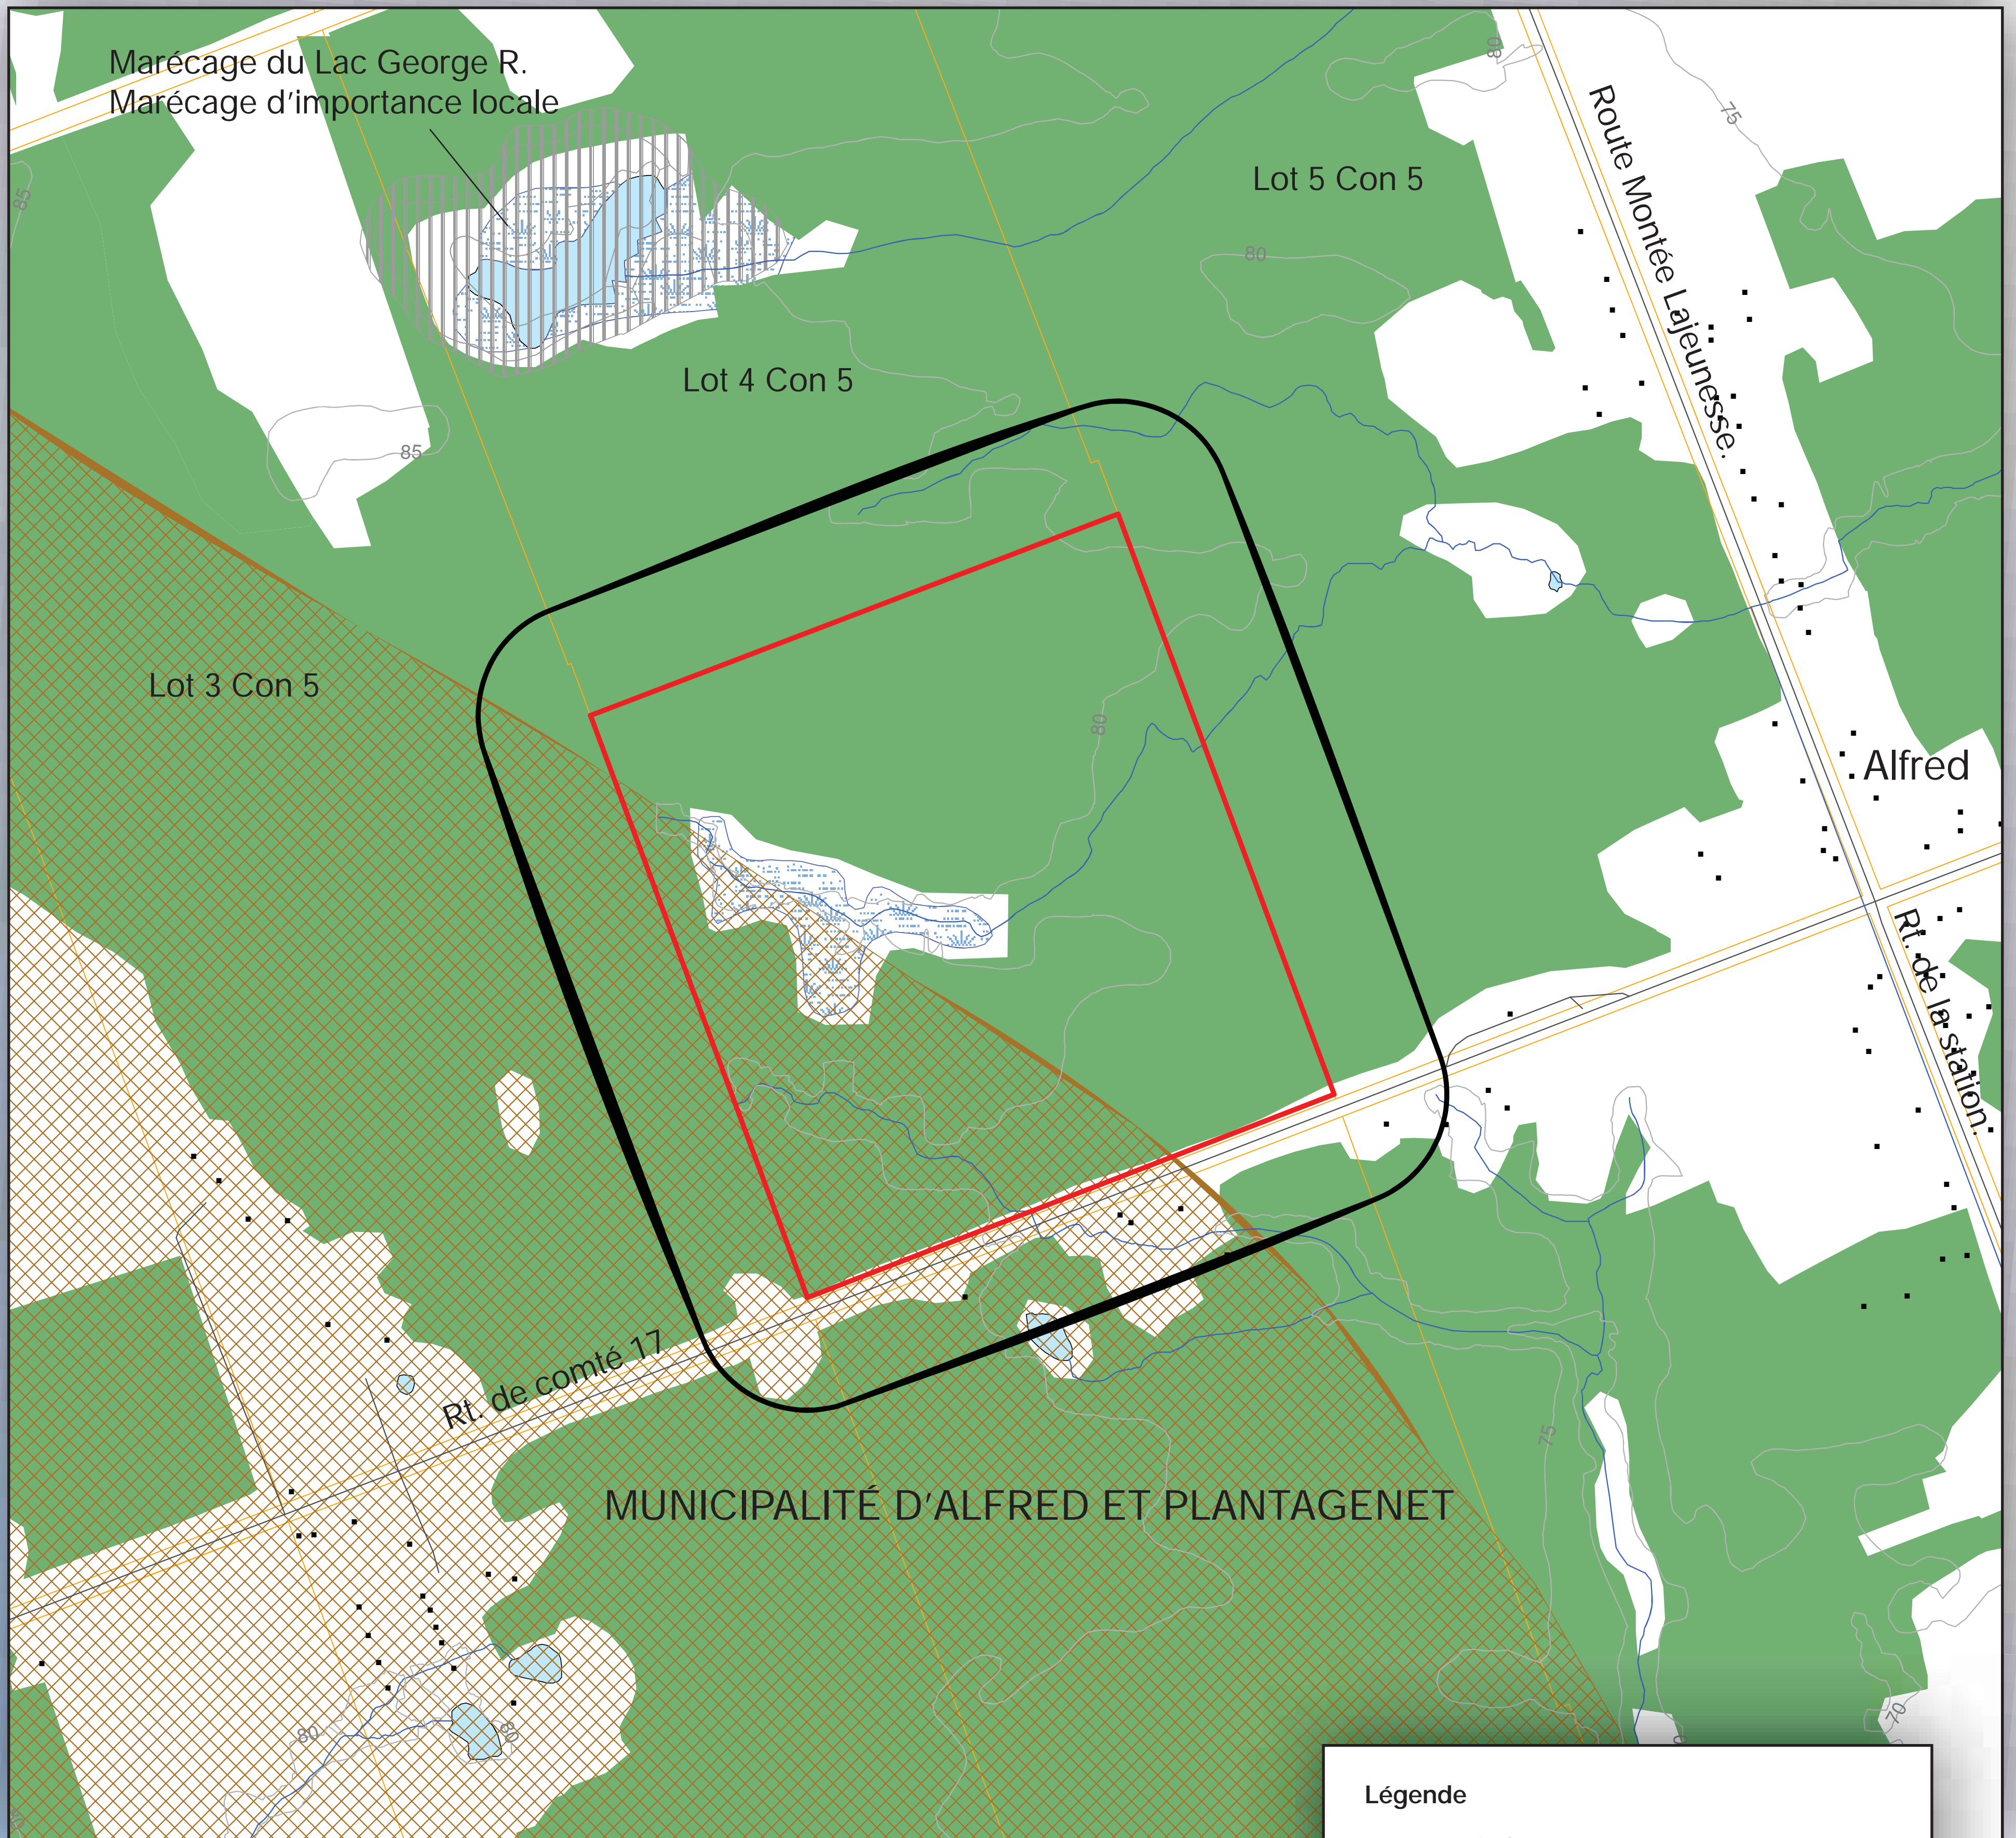 Marécage du Lac George R.
Marécage d'importance locale
80
75
Route Montée Lajeunesse.
85
Lot 5 Con 5
80
Lot 4 Con 5
85
Lot 3 Con 5
80
Alfred
Rt. de la station.
Rt. de comté 17
75
MUNICIPALITÉ D'ALFRED ET PLANTAGENET
80
80
70
Légende